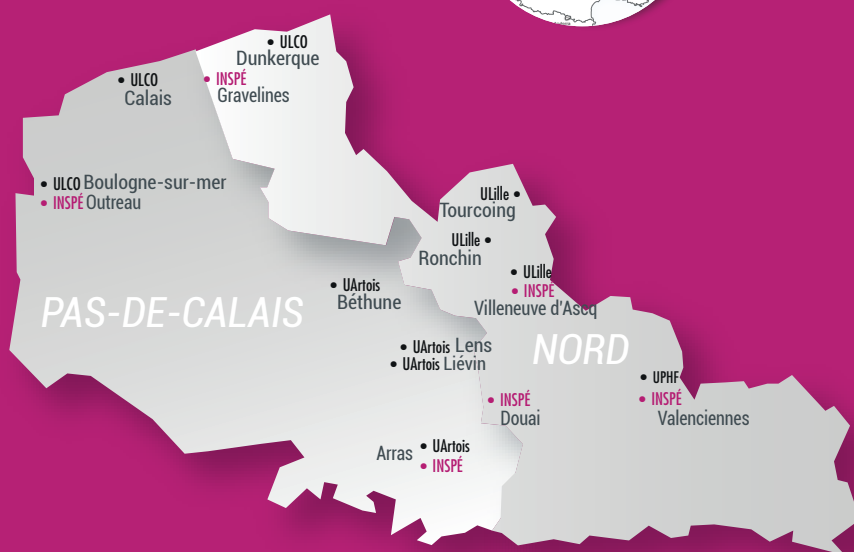 • ULCO
Dunkerque
• ULCO
Calais
• INSPÉ
Gravelines
• ULCO Boulogne-sur-mer
• INSPÉ Outreau
ULille •
Tourcoing
ULille •
Ronchin
• ULille
• INSPÉ
Villeneuve d'Ascq
• UArtois
Béthune
PAS-DE-CALAIS
NORD
• UArtois Lens
• UArtois Liévin
• UPHF
• INSPÉ
Valenciennes
• INSPÉ
Douai
Arras • UArtois
• INSPÉ